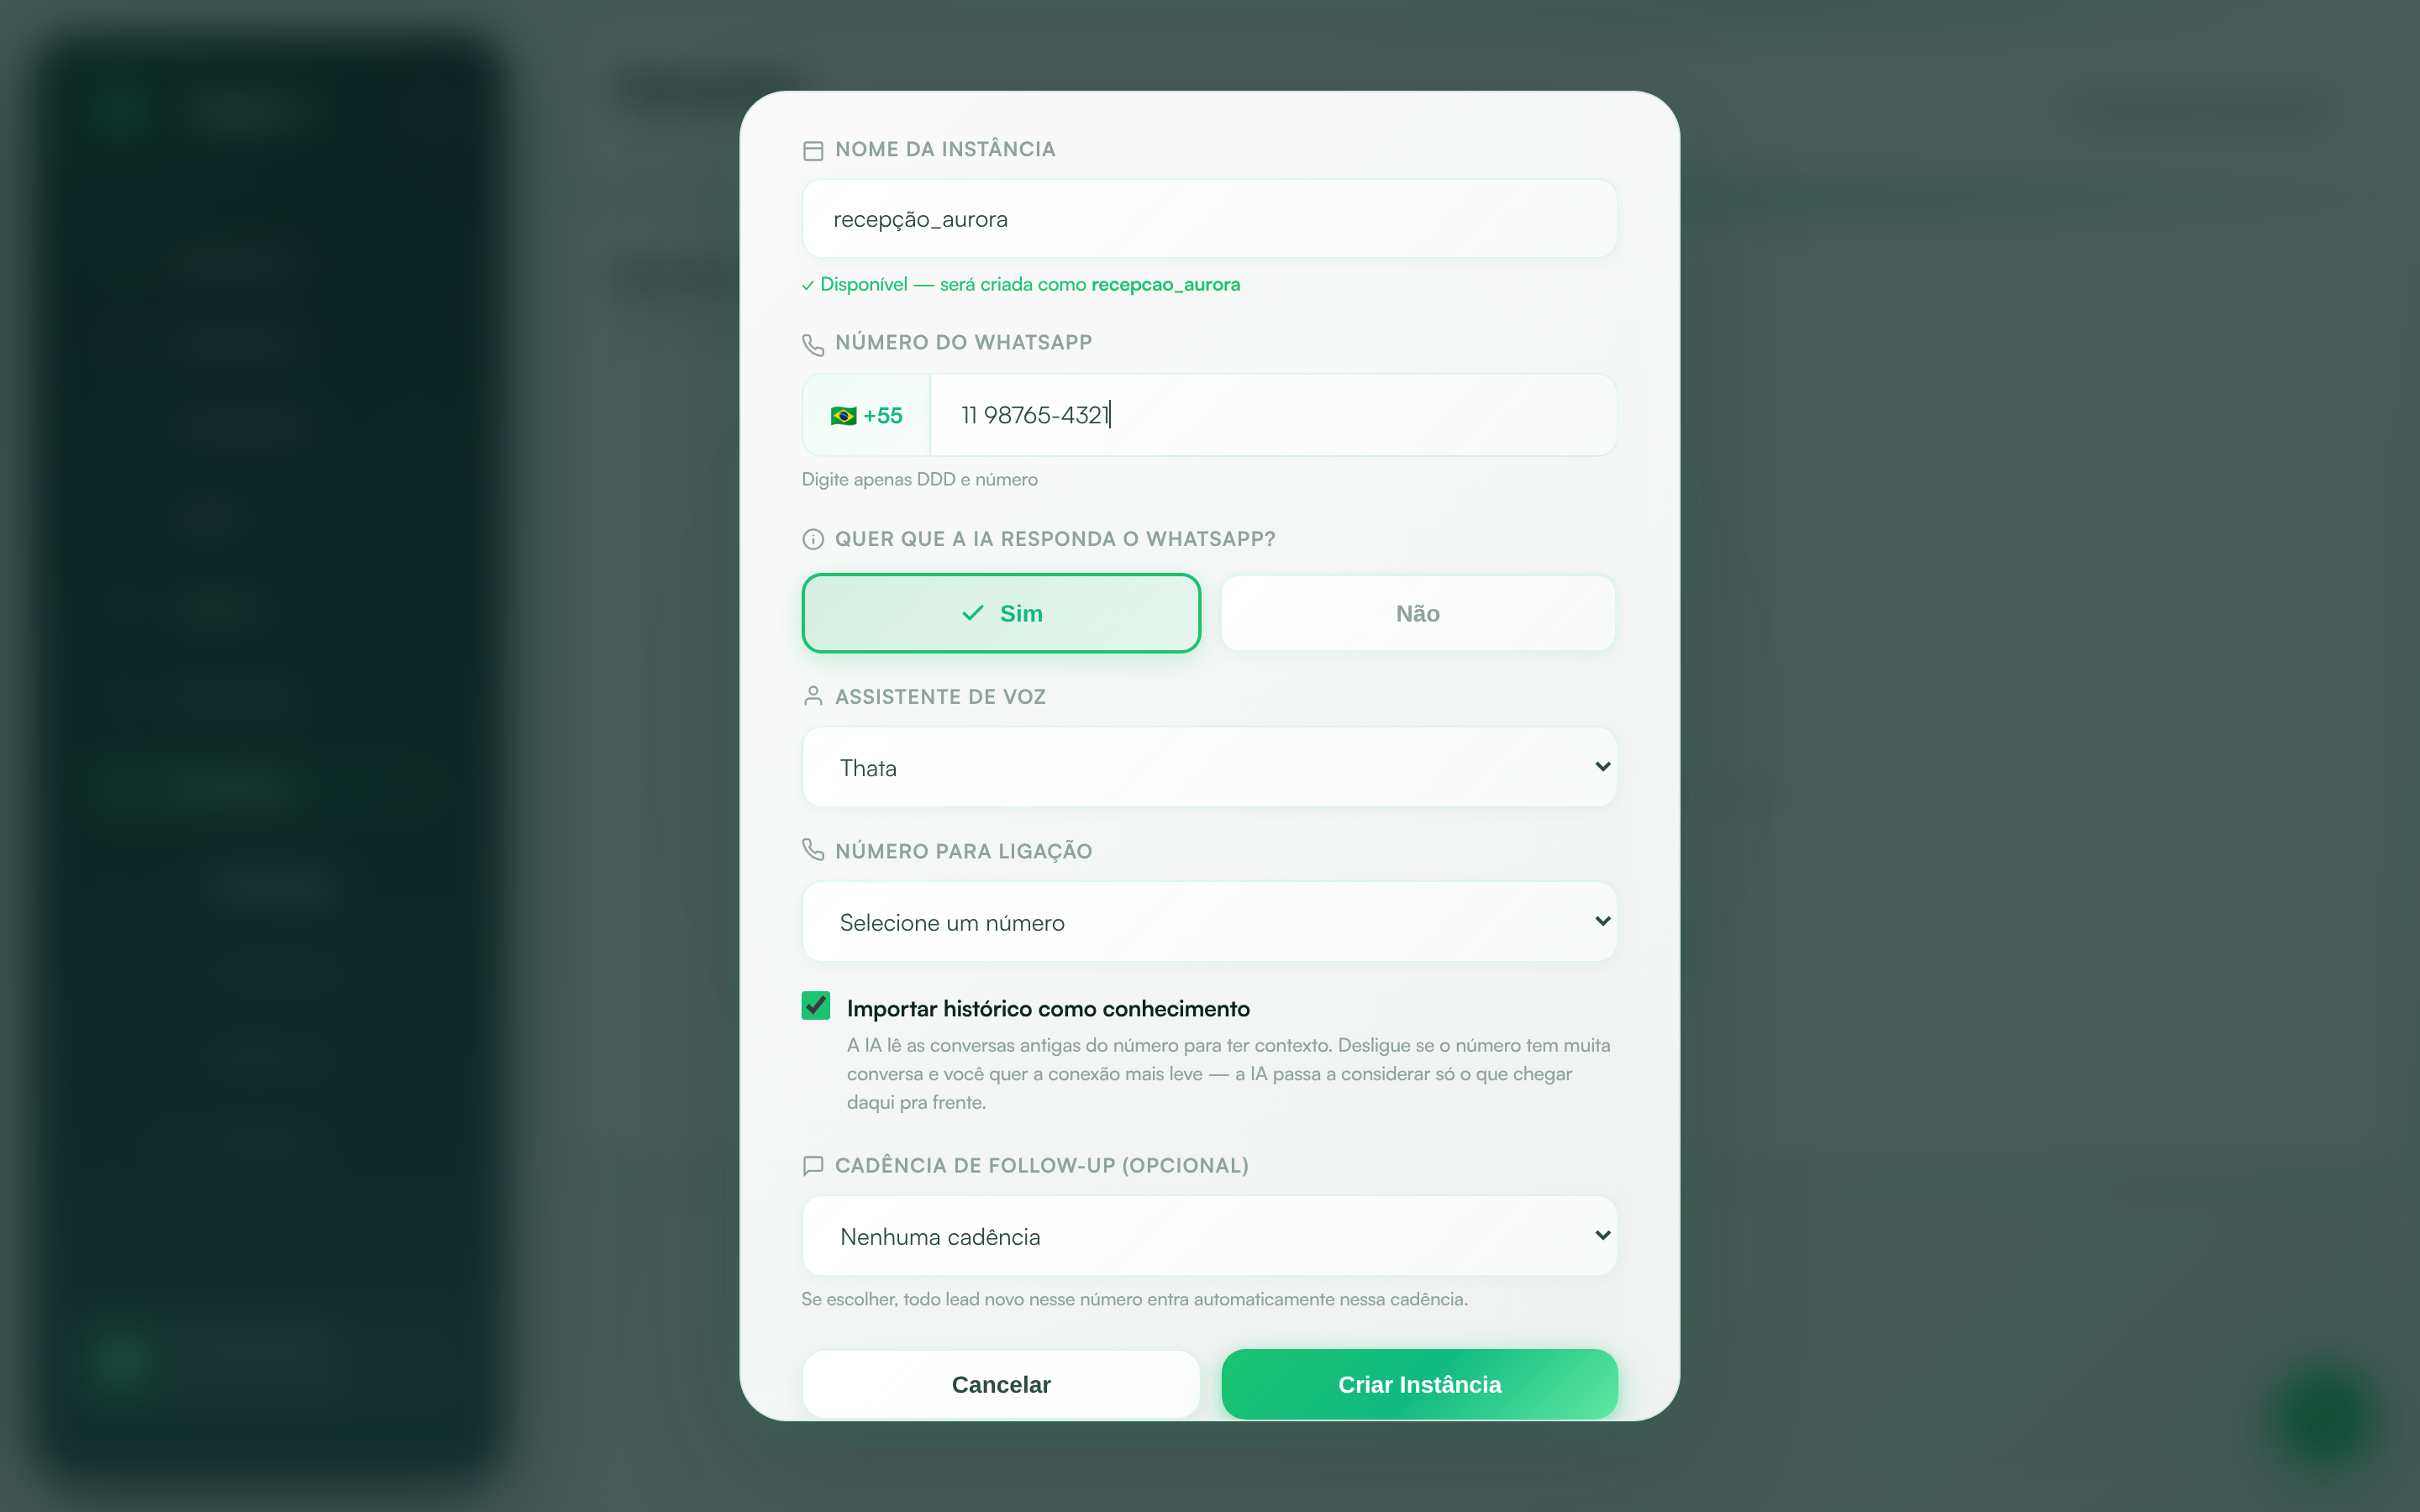 NOME DA INSTÂNCIA
recepção_aurora
✓ Disponível — será criada como recepcao_aurora
NÚMERO DO WHATSAPP
🇧🇷 +55 11 98765-4321
Digite apenas DDD e número
QUER QUE A IA RESPONDA O WHATSAPP?
✓ Sim
Não
ASSISTENTE DE VOZ
Thata
NÚMERO PARA LIGAÇÃO
Selecione um número
Importar histórico como conhecimento
A IA lê as conversas antigas do número para ter contexto. Desligue se o número tem muita
conversa e você quer a conexão mais leve — a IA passa a considerar só o que chegar
daqui pra frente.
CADÊNCIA DE FOLLOW-UP (OPCIONAL)
Nenhuma cadência
Se escolher, todo lead novo nesse número entra automaticamente nessa cadência.
Cancelar
Criar Instância